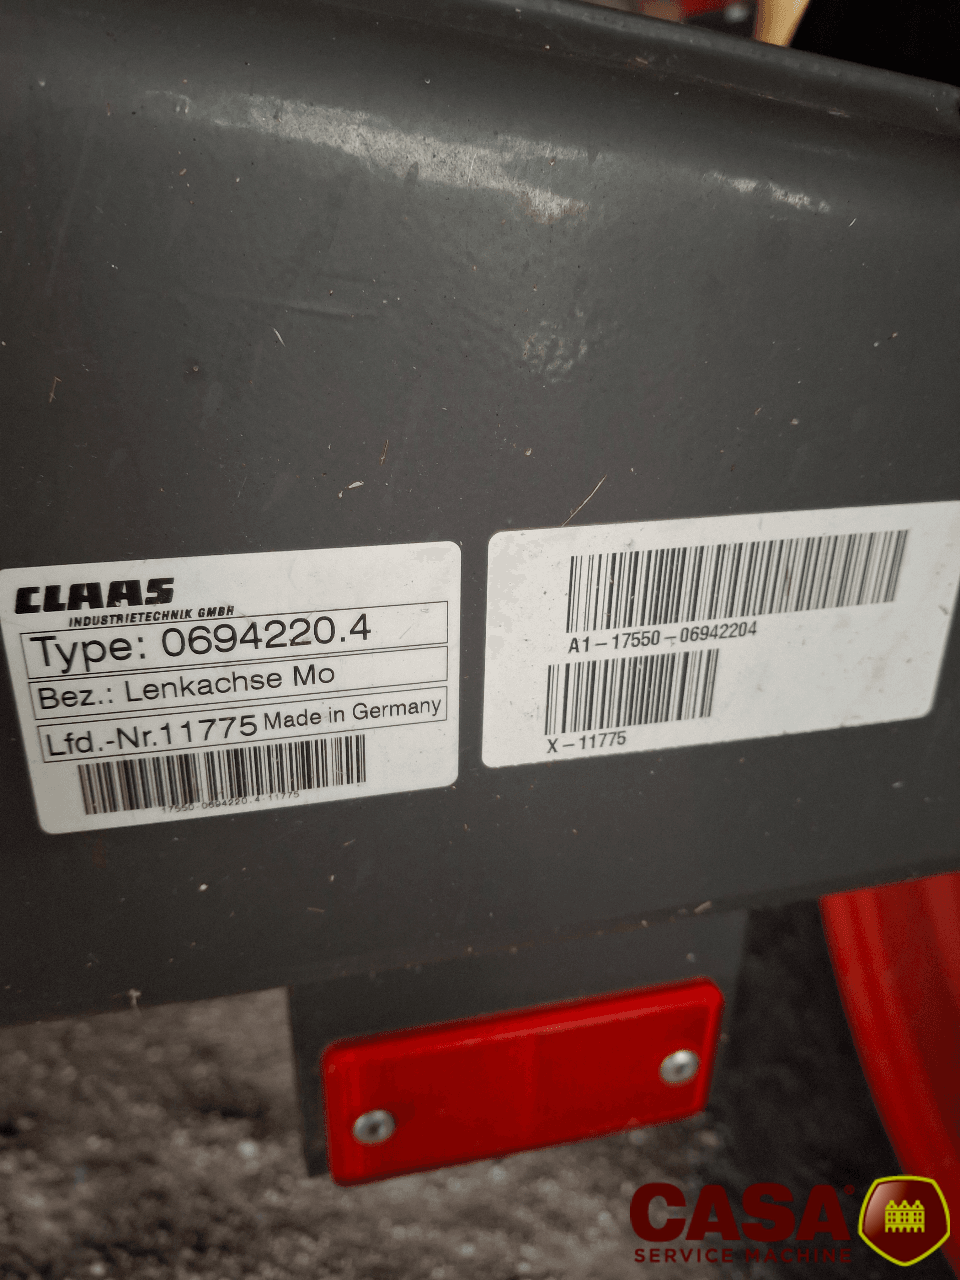 CLAAS
INDUSTRIETECHNIK GMBH
Type: 0694220.4
Bez.: Lenkachse Mo
Lfd.-Nr.11775 Made in Germany
17550-0694220.4-11775
A1-17550-06942204
X-11775
CASA®
SERVICE MACHINE